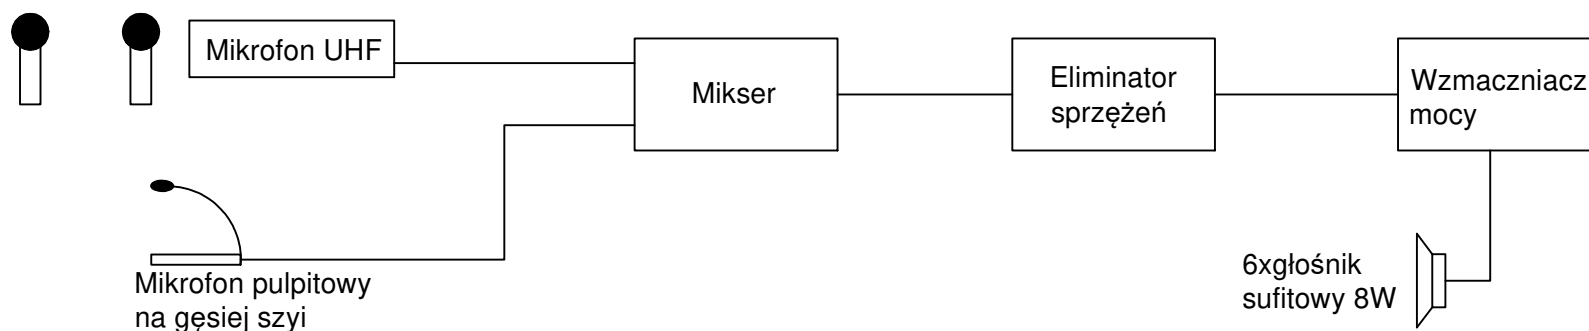 Mikrofon UHF
Mikser
Eliminator
sprzężeń
Wzmacniacz
mocy
Mikrofon pulpitowy
na gęsiej szyi
6xgłośnik
sufitowy 8W